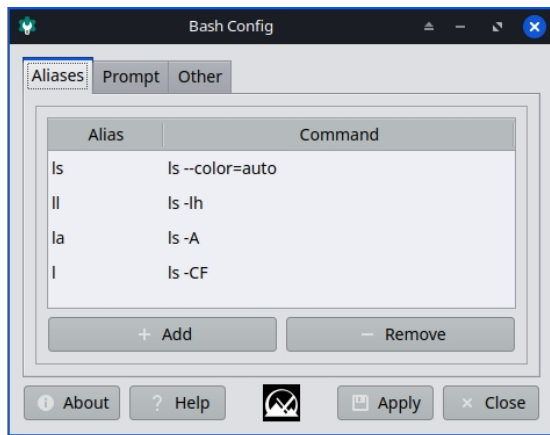 Bash Config
Aliases Prompt Other
Alias Command
ls ls --color=auto
ll ls -lh
la ls -A
l ls -CF
+ Add − Remove
About ? Help Apply × Close